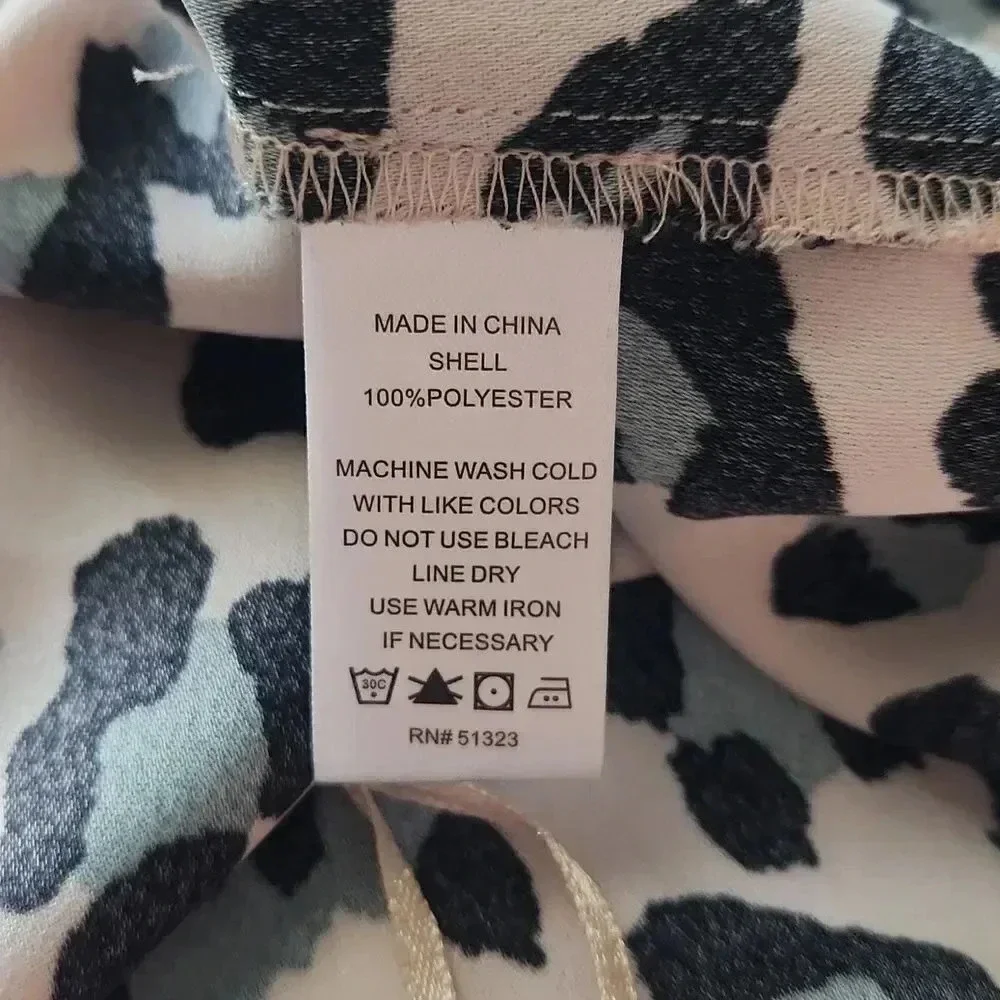 MADE IN CHINA
SHELL
100%POLYESTER
MACHINE WASH COLD
WITH LIKE COLORS
DO NOT USE BLEACH
LINE DRY
USE WARM IRON
IF NECESSARY
30C
RN# 51323